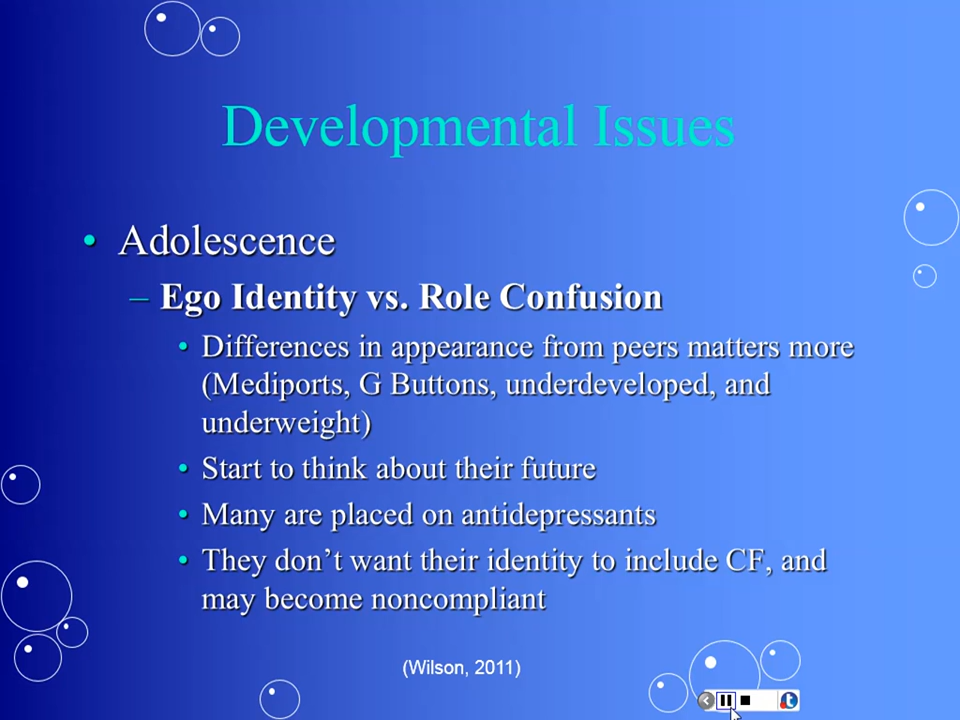 Developmental Issues
• Adolescence
– Ego Identity vs. Role Confusion
• Differences in appearance from peers matters more
(Mediports, G Buttons, underdeveloped, and
underweight)
• Start to think about their future
• Many are placed on antidepressants
• They don’t want their identity to include CF, and
may become noncompliant
(Wilson, 2011)
t